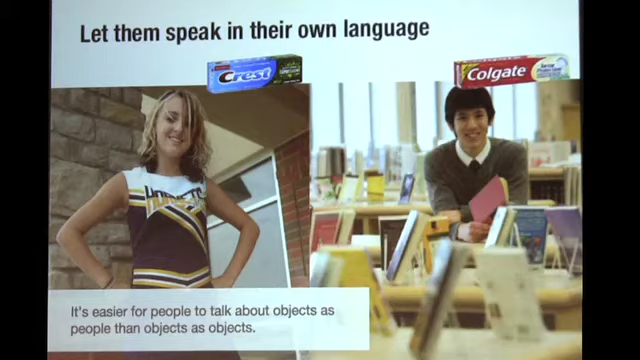 Let them speak in their own language
Crest
Colgate
HORNETS
It's easier for people to talk about objects as
people than objects as objects.